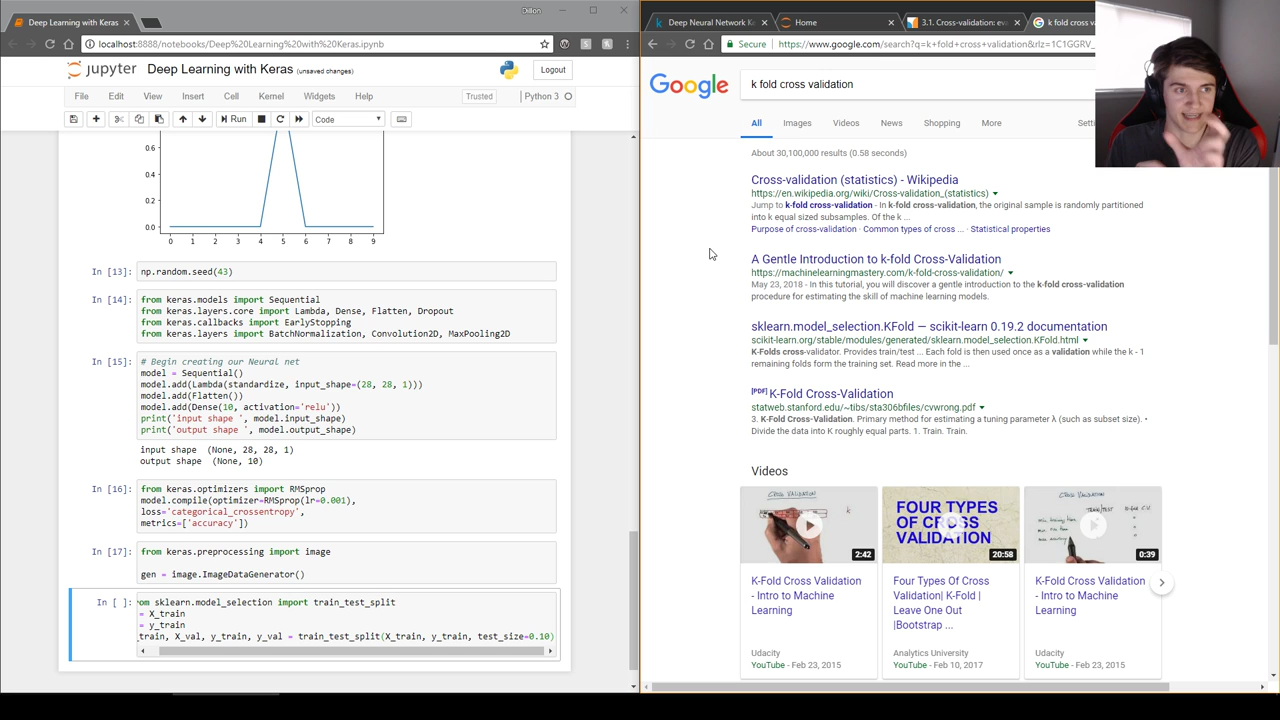 Deep Learning with Keras
Dillon
localhost:8888/notebooks/Deep%20Learning%20with%20Keras.ipynb
jupyter Deep Learning with Keras (unsaved changes)
Logout
File Edit View Insert Cell Kernel Widgets Help
Trusted
Python 3
Run
Code
0.6
0.4
0.2
0.0
0 1 2 3 4 5 6 7 8 9
In [13]: np.random.seed(43)
In [14]: from keras.models import Sequential
from keras.layers.core import Lambda, Dense, Flatten, Dropout
from keras.callbacks import EarlyStopping
from keras.layers import BatchNormalization, Convolution2D, MaxPooling2D
In [15]: # Begin creating our Neural net
model = Sequential()
model.add(Lambda(standardize, input_shape=(28, 28, 1)))
model.add(Flatten())
model.add(Dense(10, activation='relu'))
print('input shape ', model.input_shape)
print('output shape ', model.output_shape)
input shape  (None, 28, 28, 1)
output shape  (None, 10)
In [16]: from keras.optimizers import RMSprop
model.compile(optimizer=RMSprop(lr=0.001),
loss='categorical_crossentropy',
metrics=['accuracy'])
In [17]: from keras.preprocessing import image
gen = image.ImageDataGenerator()
In [ ]: om sklearn.model_selection import train_test_split
= X_train
= y_train
train, X_val, y_train, y_val = train_test_split(X_train, y_train, test_size=0.10)
Deep Neural Network K
Home
3.1. Cross-validation: eva
k fold cross v
Secure
https://www.google.com/search?q=k+fold+cross+validation&rlz=1C1GGRV_
Google
k fold cross validation
All Images Videos News Shopping More
About 30,100,000 results (0.58 seconds)
Cross-validation (statistics) - Wikipedia
https://en.wikipedia.org/wiki/Cross-validation_(statistics)
Jump to k-fold cross-validation - In k-fold cross-validation, the original sample is randomly partitioned
into k equal sized subsamples. Of the k ...
Purpose of cross-validation · Common types of cross ... · Statistical properties
A Gentle Introduction to k-fold Cross-Validation
https://machinelearningmastery.com/k-fold-cross-validation/
May 23, 2018 - In this tutorial, you will discover a gentle introduction to the k-fold cross-validation
procedure for estimating the skill of machine learning models.
sklearn.model_selection.KFold — scikit-learn 0.19.2 documentation
scikit-learn.org/stable/modules/generated/sklearn.model_selection.KFold.html
K-Folds cross-validator. Provides train/test ... Each fold is then used once as a validation while the k - 1
remaining folds form the training set. Read more in the ...
[PDF] K-Fold Cross-Validation
statweb.stanford.edu/~tibs/sta306bfiles/cvwrong.pdf
3. K-Fold Cross-Validation. Primary method for estimating a tuning parameter λ (such as subset size). •
Divide the data into K roughly equal parts. 1. Train. Train.
Videos
CROSS VALIDATION
2:42
FOUR TYPES
OF CROSS
VALIDATION
20:58
CROSS VALIDATION
0:39
K-Fold Cross Validation
- Intro to Machine
Learning
Udacity
YouTube - Feb 23, 2015
Four Types Of Cross
Validation| K-Fold |
Leave One Out
|Bootstrap ...
Analytics University
YouTube - Feb 10, 2017
K-Fold Cross Validation
- Intro to Machine
Learning
Udacity
YouTube - Feb 23, 2015